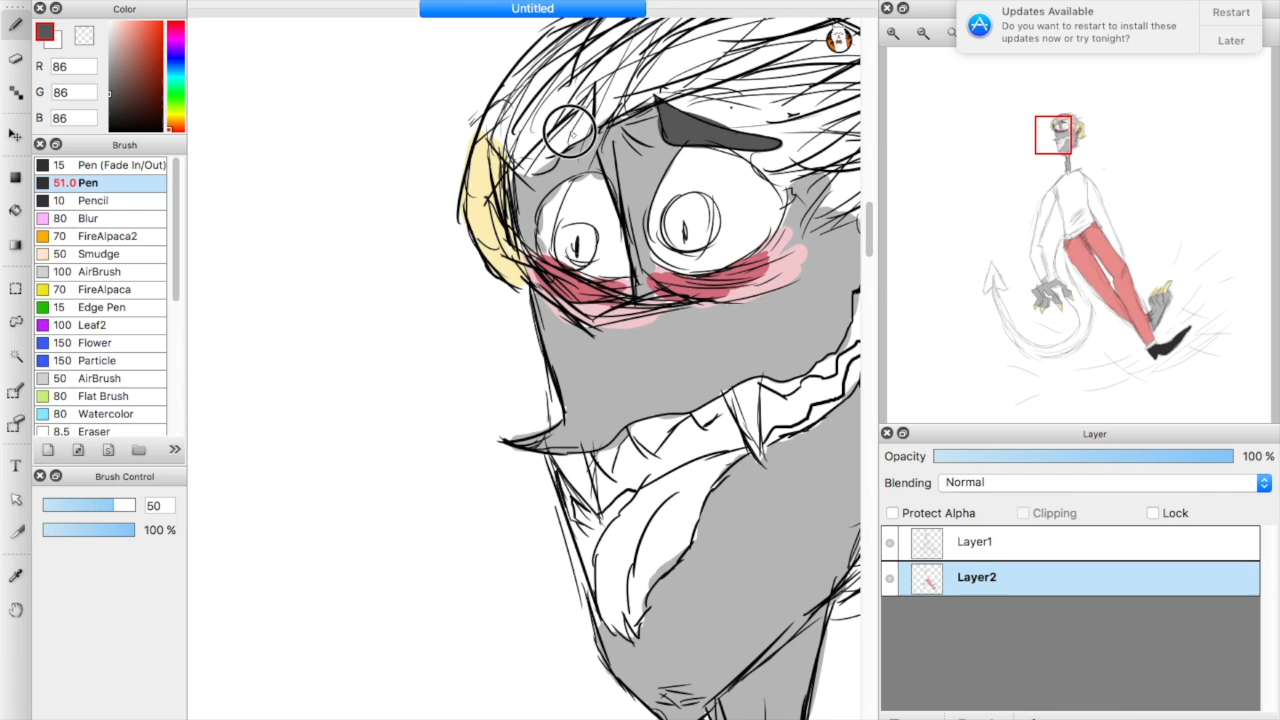 Color
Untitled
Updates Available
Do you want to restart to install these
updates now or try tonight?
Restart
Later
R 86
G 86
B 86
Brush
15 Pen (Fade In/Out)
51.0 Pen
10 Pencil
80 Blur
70 FireAlpaca2
50 Smudge
100 AirBrush
70 FireAlpaca
15 Edge Pen
100 Leaf2
150 Flower
150 Particle
50 AirBrush
80 Flat Brush
80 Watercolor
8.5 Eraser
Brush Control
50
100 %
Layer
Opacity 100 %
Blending Normal
Protect Alpha Clipping Lock
Layer1
Layer2